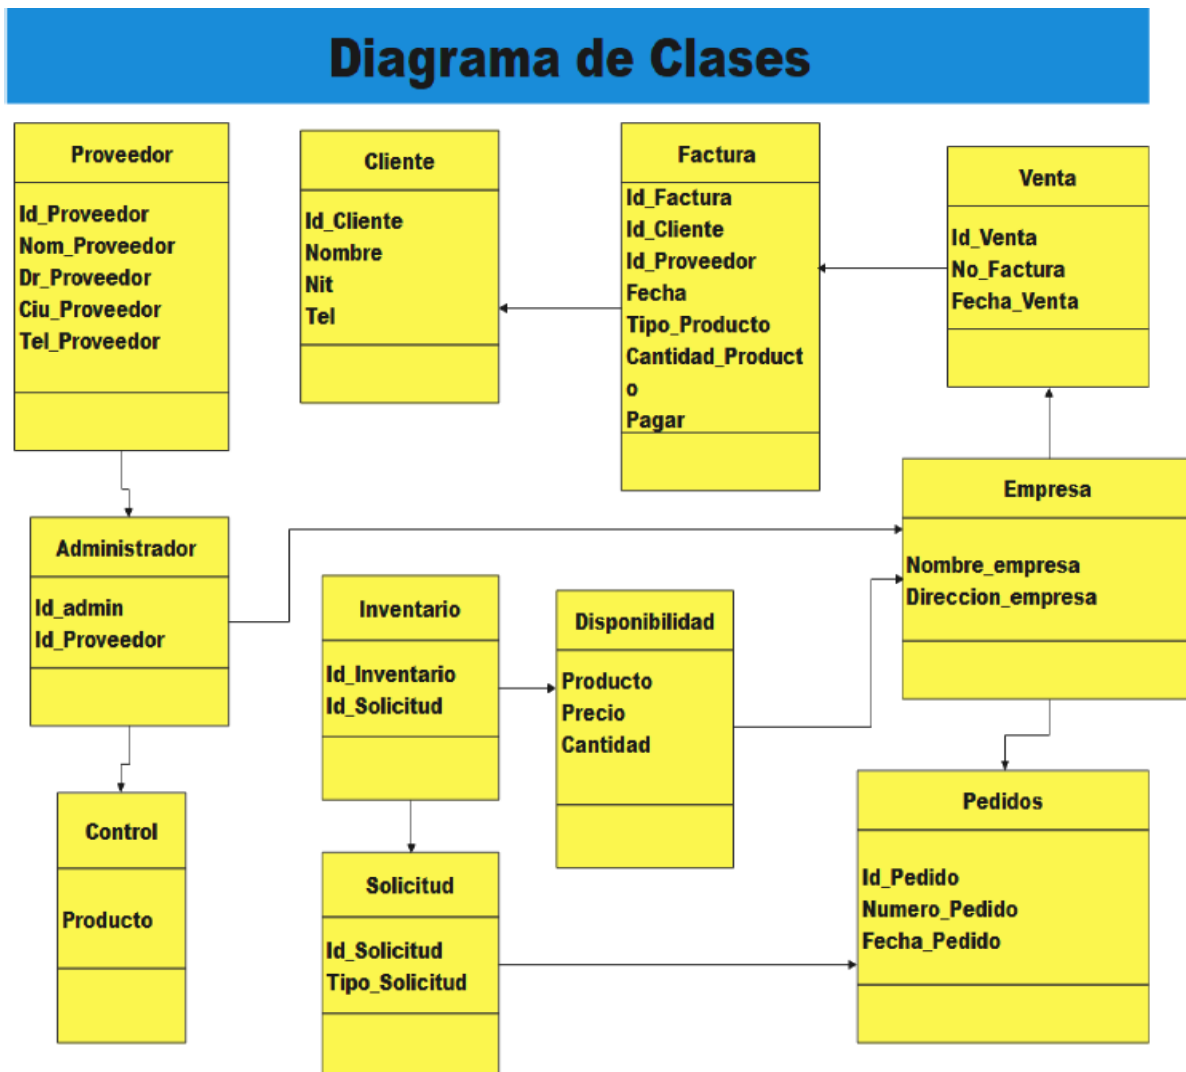 Diagrama de Clases
Proveedor
Id_Proveedor
Nom_Proveedor
Dr_Proveedor
Ciu_Proveedor
Tel_Proveedor
Cliente
Id_Cliente
Nombre
Nit
Tel
Factura
Id_Factura
Id_Cliente
Id_Proveedor
Fecha
Tipo_Producto
Cantidad_Product
o
Pagar
Venta
Id_Venta
No_Factura
Fecha_Venta
Administrador
Id_admin
Id_Proveedor
Inventario
Id_Inventario
Id_Solicitud
Disponibilidad
Producto
Precio
Cantidad
Empresa
Nombre_empresa
Direccion_empresa
Control
Producto
Solicitud
Id_Solicitud
Tipo_Solicitud
Pedidos
Id_Pedido
Numero_Pedido
Fecha_Pedido